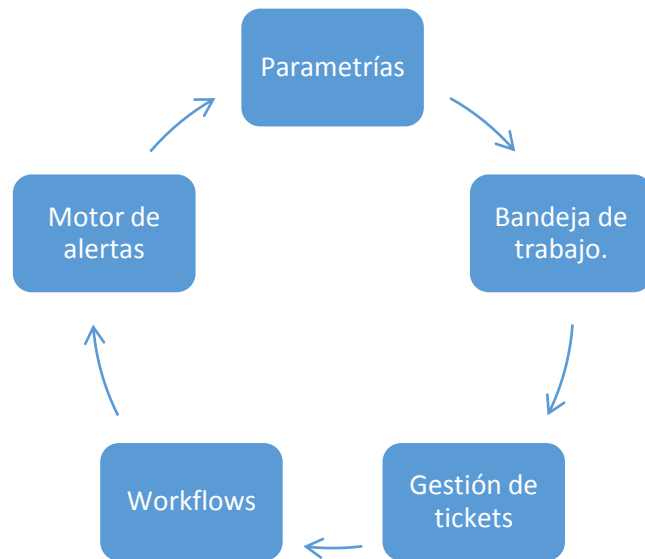 Parametrías
Bandeja de
trabajo.
Gestión de
tickets
Workflows
Motor de
alertas